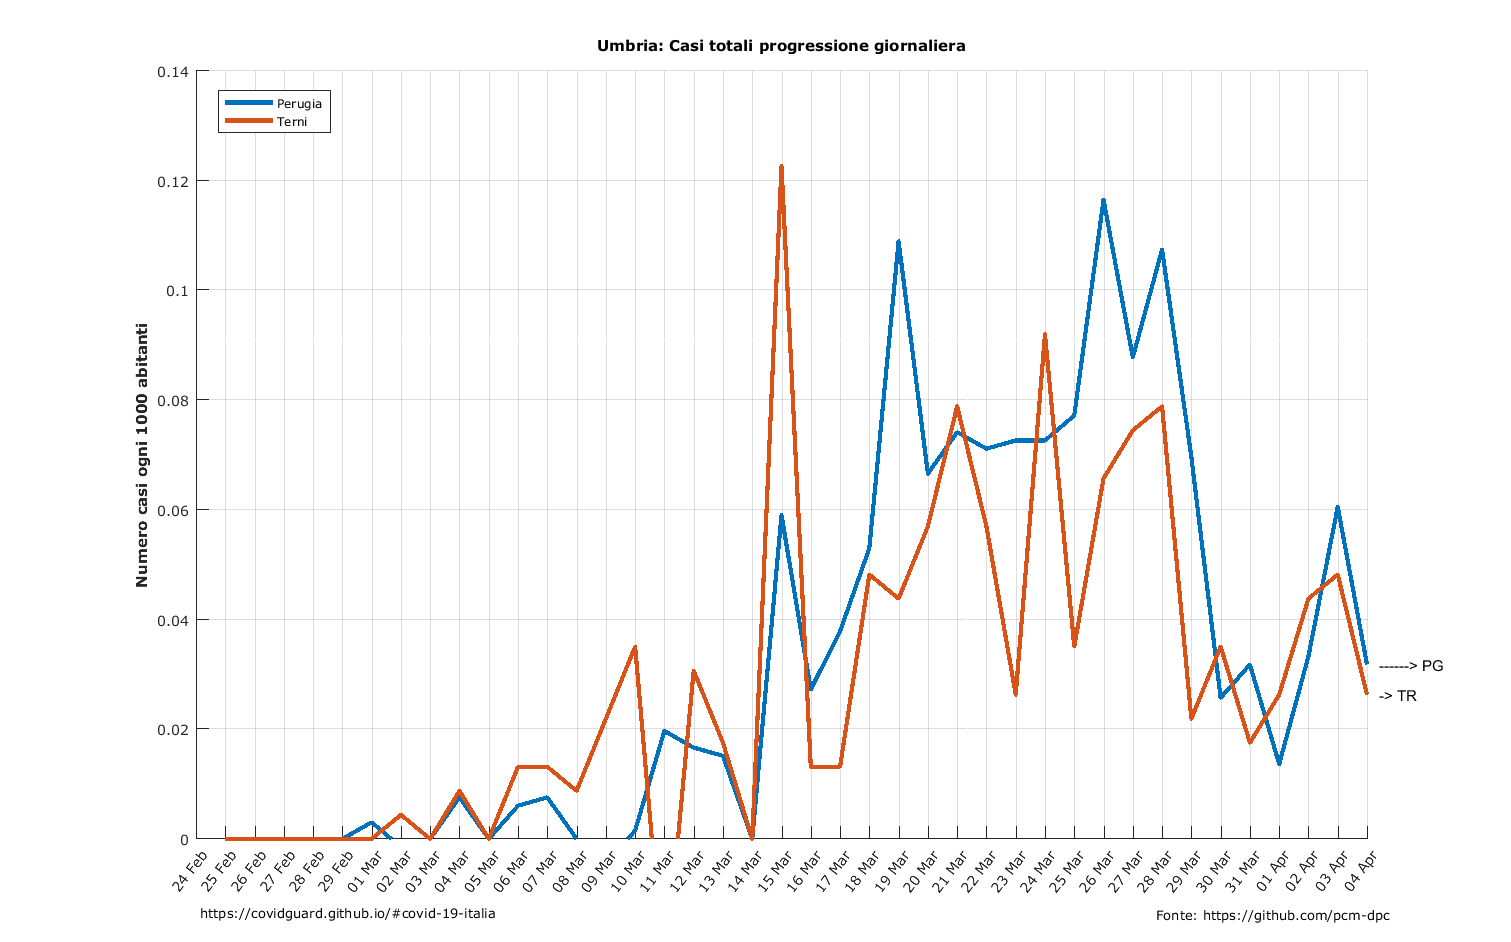 Umbria: Casi totali progressione giornaliera
0.14
0.12
0.1
0.08
0.06
0.04
0.02
0
Numero casi ogni 1000 abitanti
Perugia
Terni
------> PG
-> TR
24 Feb
25 Feb
26 Feb
27 Feb
28 Feb
29 Feb
01 Mar
02 Mar
03 Mar
04 Mar
05 Mar
06 Mar
07 Mar
08 Mar
09 Mar
10 Mar
11 Mar
12 Mar
13 Mar
14 Mar
15 Mar
16 Mar
17 Mar
18 Mar
19 Mar
20 Mar
21 Mar
22 Mar
23 Mar
24 Mar
25 Mar
26 Mar
27 Mar
28 Mar
29 Mar
30 Mar
31 Mar
01 Apr
02 Apr
03 Apr
04 Apr
https://covidguard.github.io/#covid-19-italia
Fonte: https://github.com/pcm-dpc